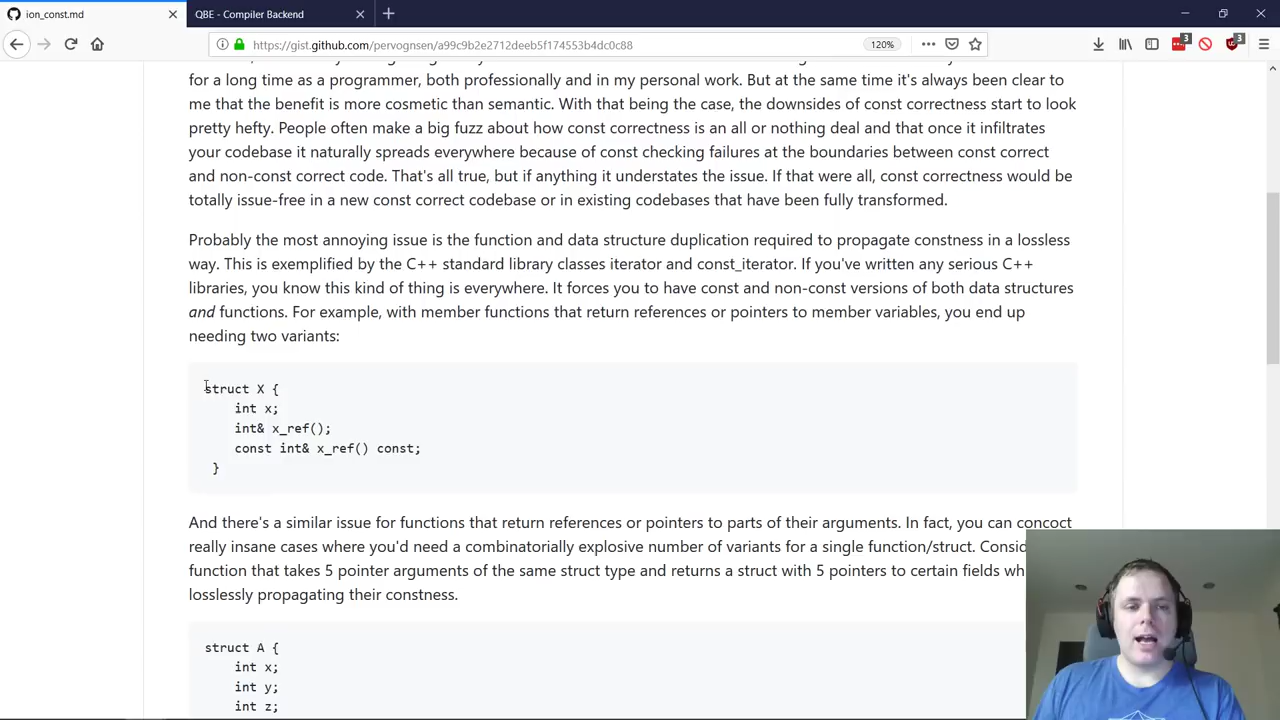 ion_const.md
QBE - Compiler Backend
https://gist.github.com/pervognsen/a99c9b2e2712deeb5f174553b4dc0c88
120%
3
3
for a long time as a programmer, both professionally and in my personal work. But at the same time it's always been clear to
me that the benefit is more cosmetic than semantic. With that being the case, the downsides of const correctness start to look
pretty hefty. People often make a big fuzz about how const correctness is an all or nothing deal and that once it infiltrates
your codebase it naturally spreads everywhere because of const checking failures at the boundaries between const correct
and non-const correct code. That's all true, but if anything it understates the issue. If that were all, const correctness would be
totally issue-free in a new const correct codebase or in existing codebases that have been fully transformed.
Probably the most annoying issue is the function and data structure duplication required to propagate constness in a lossless
way. This is exemplified by the C++ standard library classes iterator and const_iterator. If you've written any serious C++
libraries, you know this kind of thing is everywhere. It forces you to have const and non-const versions of both data structures
and functions. For example, with member functions that return references or pointers to member variables, you end up
needing two variants:
struct X {
int x;
int& x_ref();
const int& x_ref() const;
}
And there's a similar issue for functions that return references or pointers to parts of their arguments. In fact, you can concoct
really insane cases where you'd need a combinatorially explosive number of variants for a single function/struct.
function that takes 5 pointer arguments of the same struct type and returns a struct with 5 pointers to certain fields
losslessly propagating their constness.
struct A {
int x;
int y;
int z;